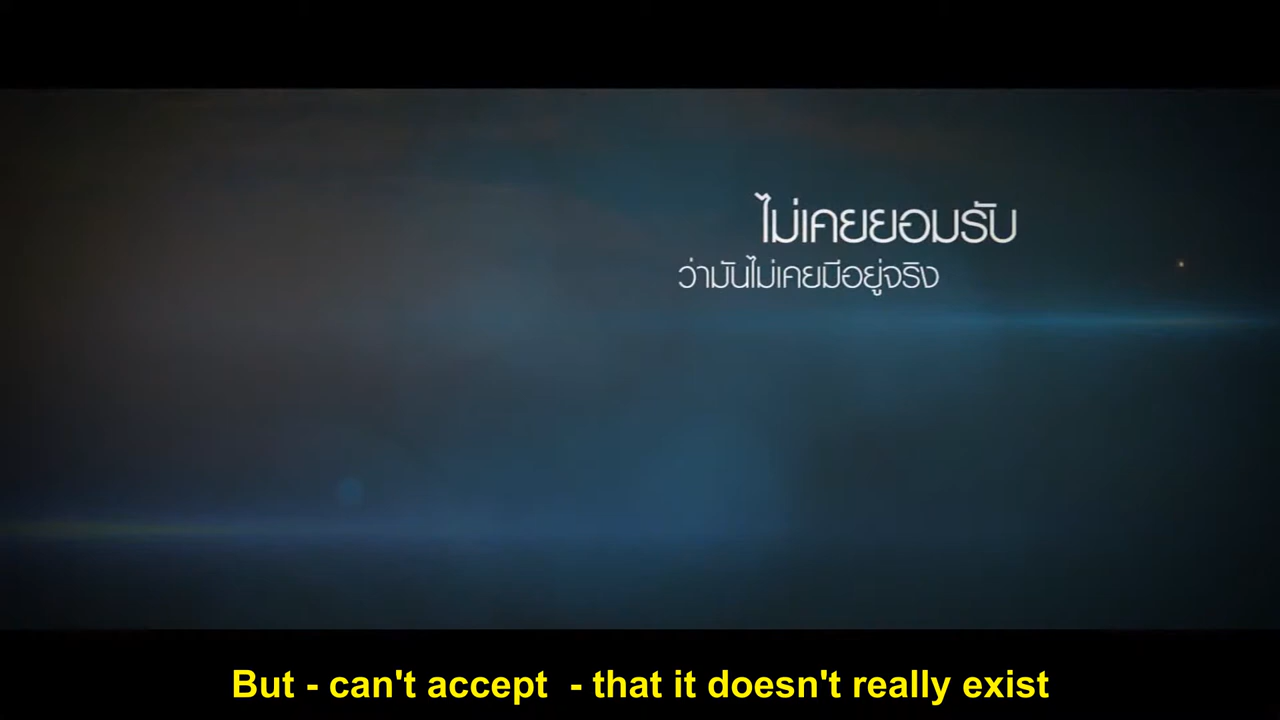 ไม่เคยยอมรับ
ว่ามันไม่เคยมีอยู่จริง
But - can't accept  - that it doesn't really exist